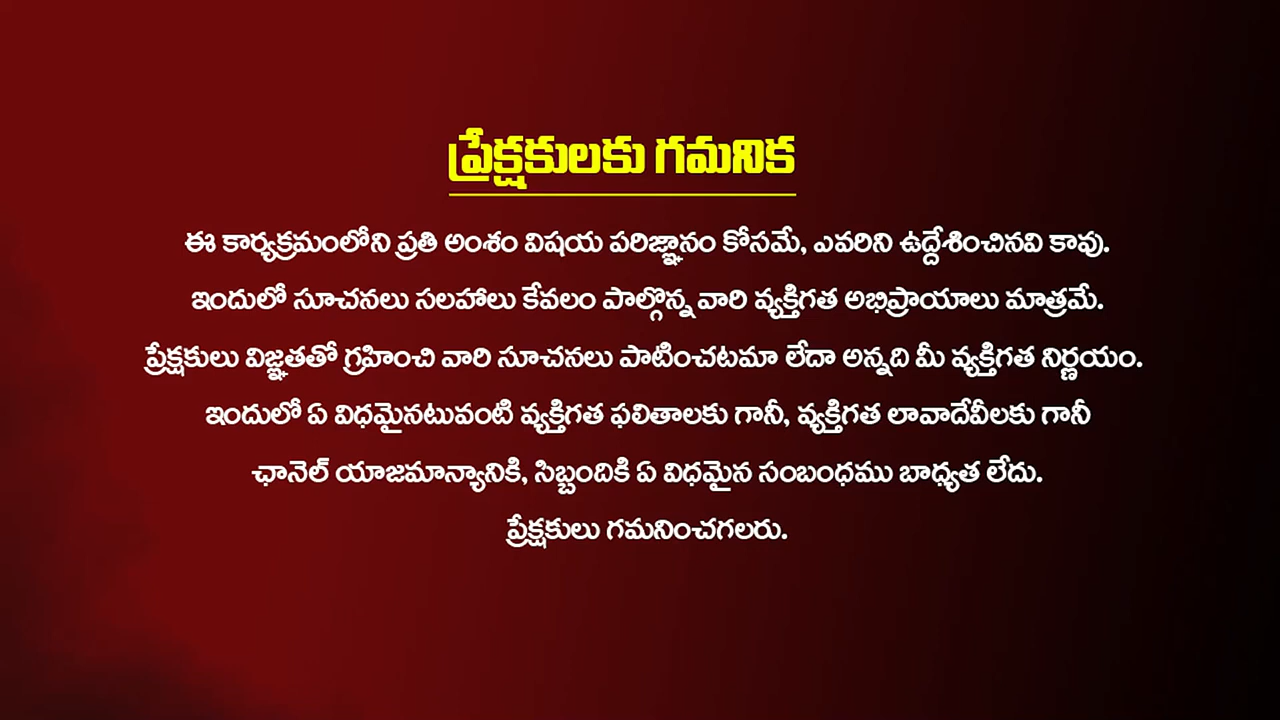 ప్రేక్షకులకు గమనిక
ఈ కార్యక్రమంలోని ప్రతి అంశం విషయ పరిజ్ఞానం కోసమే, ఎవరిని ఉద్దేశించినవి కావు.
ఇందులో సూచనలు సలహాలు కేవలం పాల్గొన్న వారి వ్యక్తిగత అభిప్రాయాలు మాత్రమే.
ప్రేక్షకులు విజ్ఞతతో గ్రహించి వారి సూచనలు పాటించటమా లేదా అన్నది మీ వ్యక్తిగత నిర్ణయం.
ఇందులో ఏ విధమైనటువంటి వ్యక్తిగత ఫలితాలకు గానీ, వ్యక్తిగత లావాదేవీలకు గానీ
ఛానెల్ యాజమాన్యానికి, సిబ్బందికి ఏ విధమైన సంబంధము బాధ్యత లేదు.
ప్రేక్షకులు గమనించగలరు.